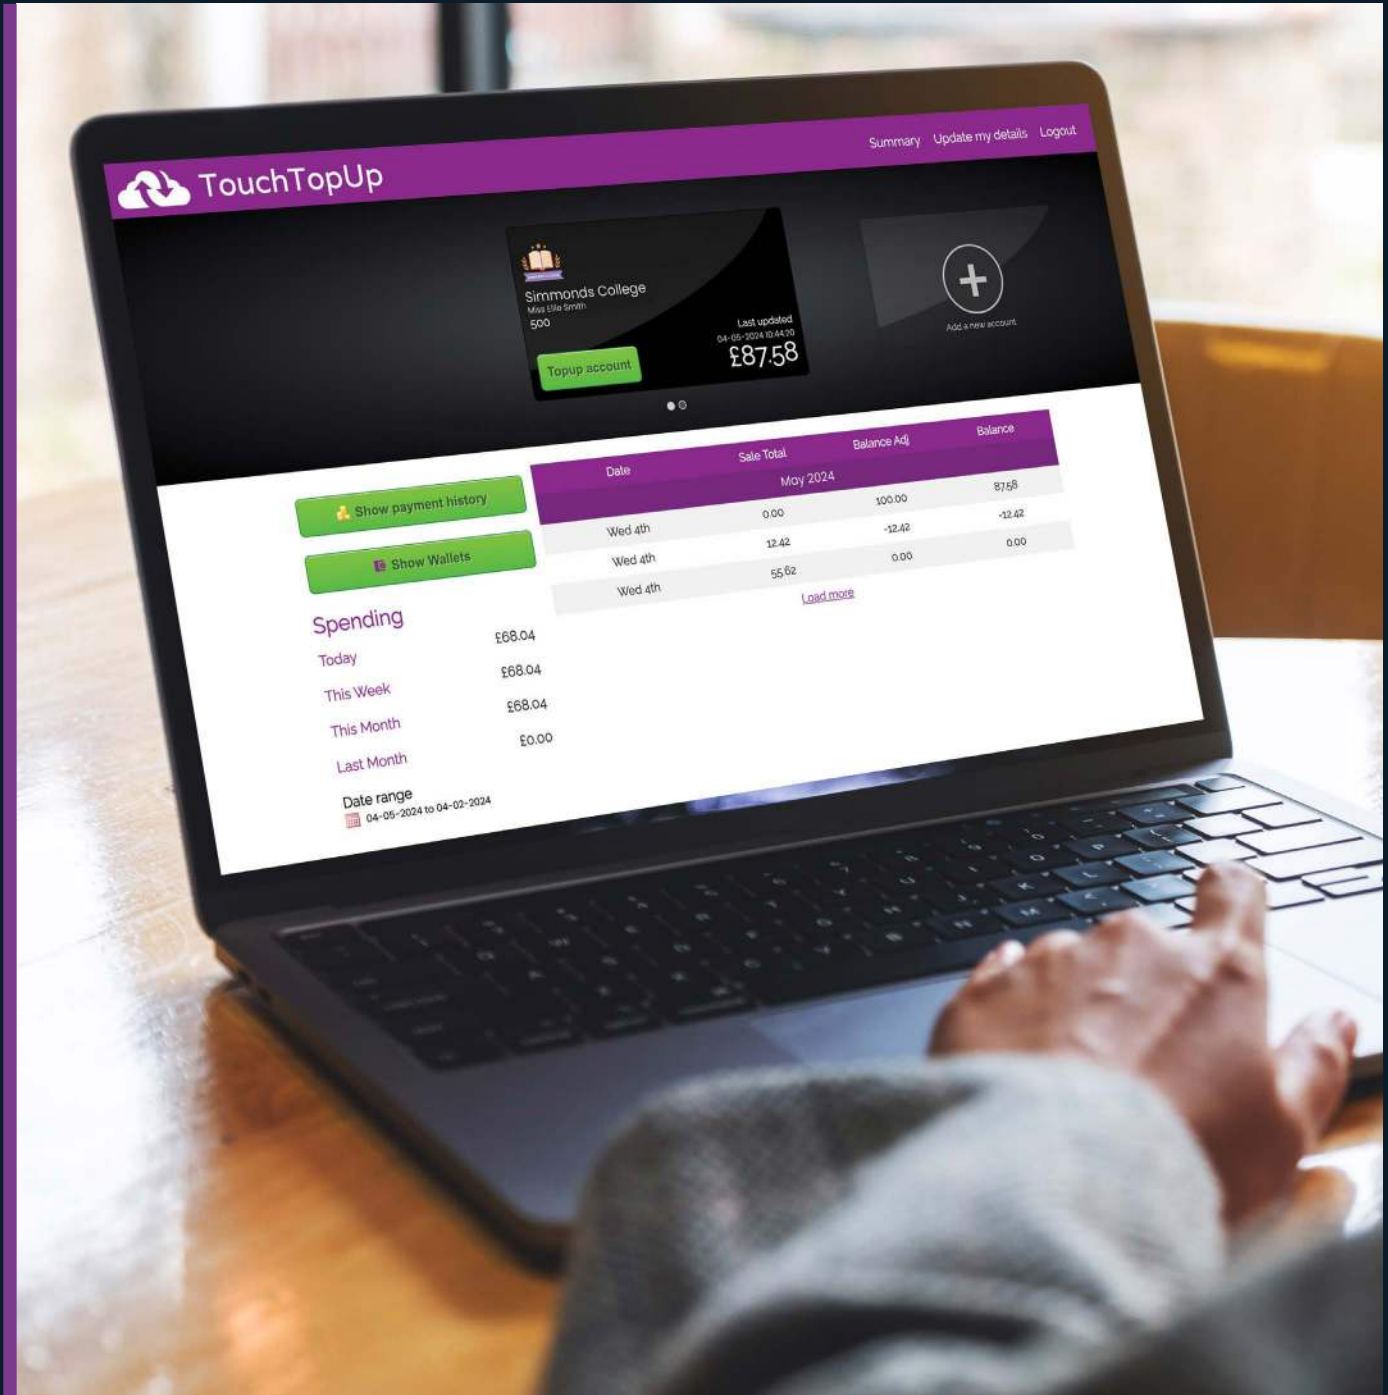 TouchTopUp
Summary Update my details Logout
Simmonds College
Miss Ellie Smith
500
Topup account
Last updated
04-05-2024 10:44:20
£87.58
Add a new account
Show payment history
Show Wallets
Date Sale Total Balance Adj Balance
May 2024
Wed 4th 0.00 100.00 87.58
Wed 4th 12.42 -12.42 -12.42
Wed 4th 55.62 0.00 0.00
Load more
Spending
Today £68.04
This Week £68.04
This Month £68.04
Last Month £0.00
Date range
04-05-2024 to 04-02-2024